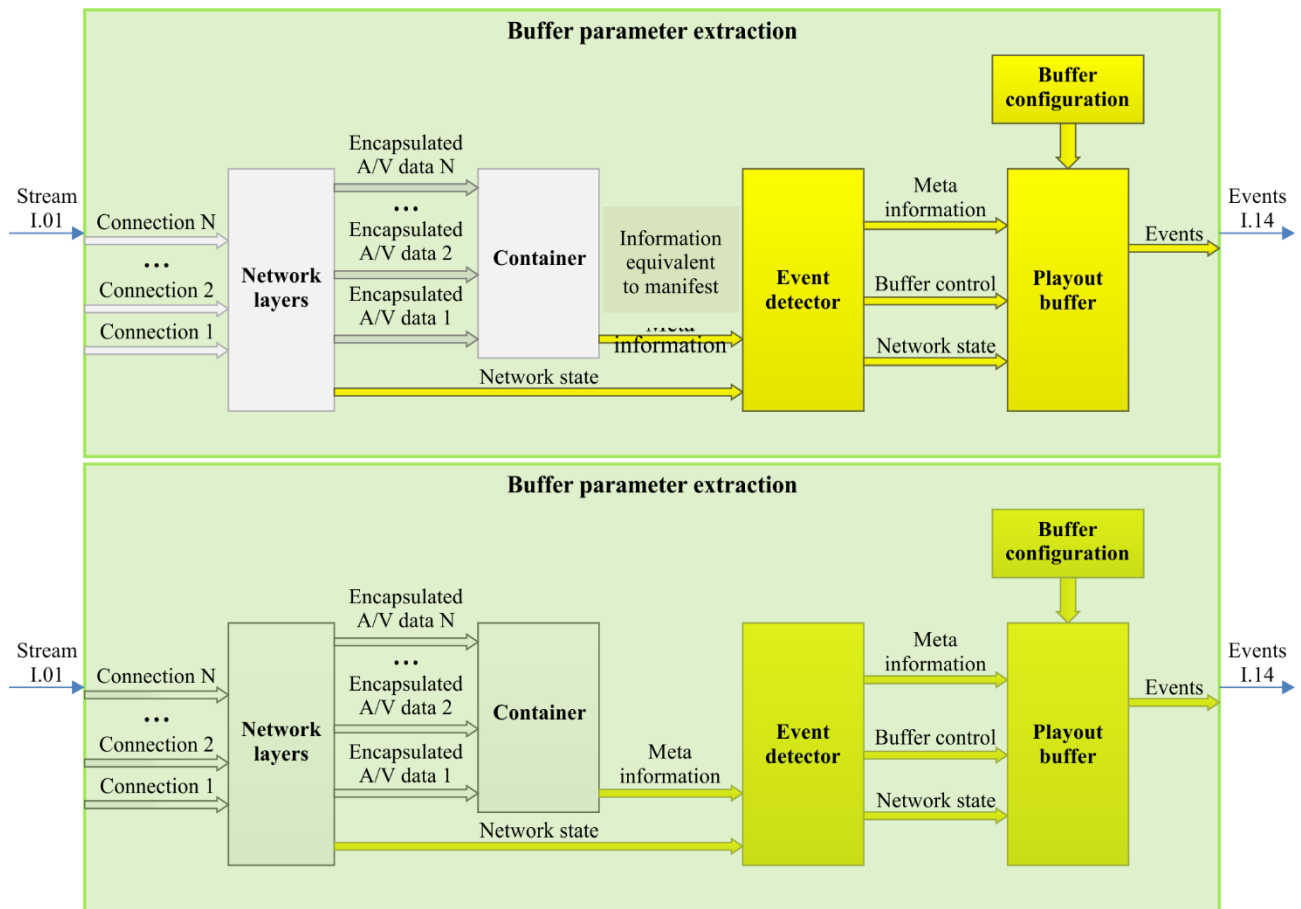 Buffer parameter extraction
Buffer
configuration
Encapsulated
A/V data N
Stream
I.01
Connection N
...
Connection 2
Connection 1
Network
layers
...
Encapsulated
A/V data 2
Encapsulated
A/V data 1
Container
Information
equivalent
to manifest
Meta
information
Network state
Event
detector
Meta
information
Buffer control
Network state
Playout
buffer
Events
Events
I.14
Buffer parameter extraction
Buffer
configuration
Encapsulated
A/V data N
Stream
I.01
Connection N
...
Connection 2
Connection 1
Network
layers
...
Encapsulated
A/V data 2
Encapsulated
A/V data 1
Container
Meta
information
Network state
Event
detector
Meta
information
Buffer control
Network state
Playout
buffer
Events
Events
I.14